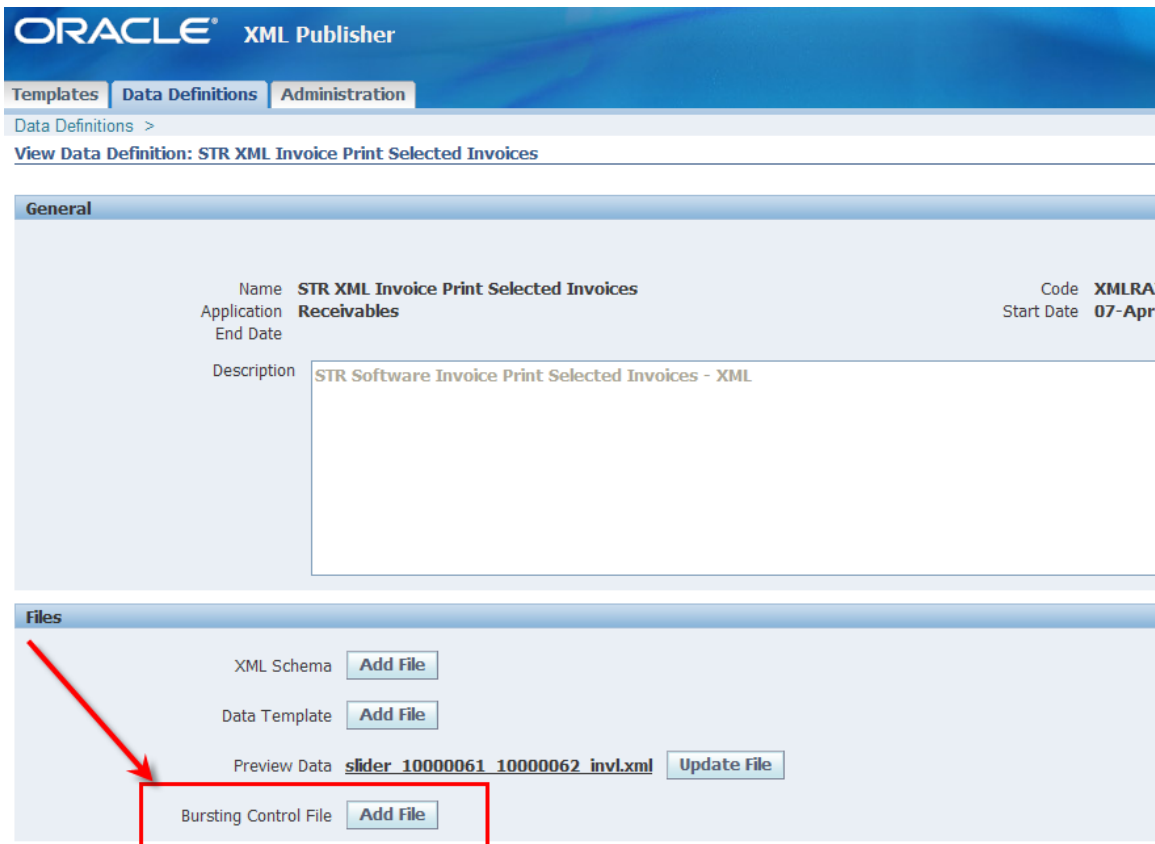 ORACLE® XML Publisher
Templates Data Definitions Administration
Data Definitions >
View Data Definition: STR XML Invoice Print Selected Invoices
General
Name STR XML Invoice Print Selected Invoices Code XMLRA
Application Receivables Start Date 07-Apr
End Date
Description STR Software Invoice Print Selected Invoices - XML
Files
XML Schema Add File
Data Template Add File
Preview Data slider_10000061_10000062_invl.xml Update File
Bursting Control File Add File